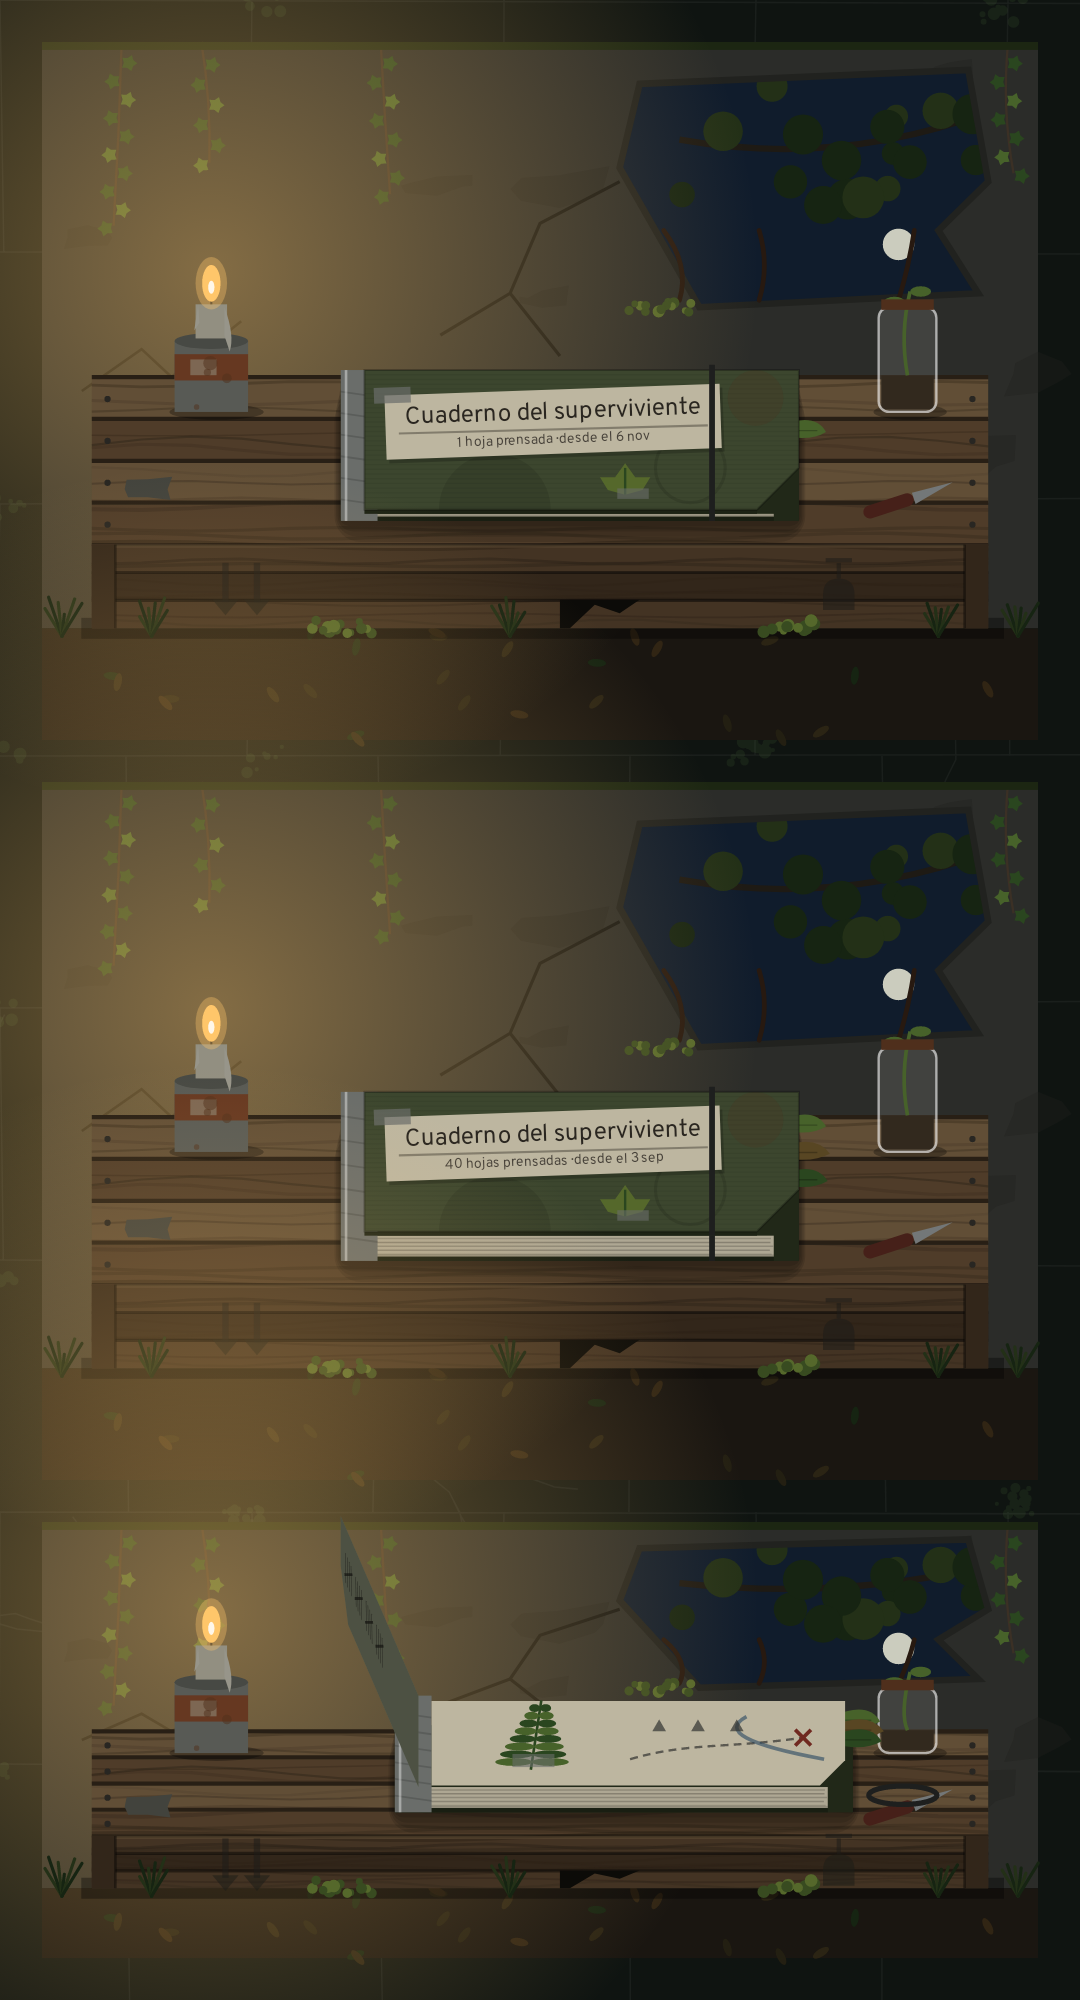 Cuaderno del superviviente
1 hoja prensada · desde el 6 nov
Cuaderno del superviviente
40 hojas prensadas · desde el 3 sep